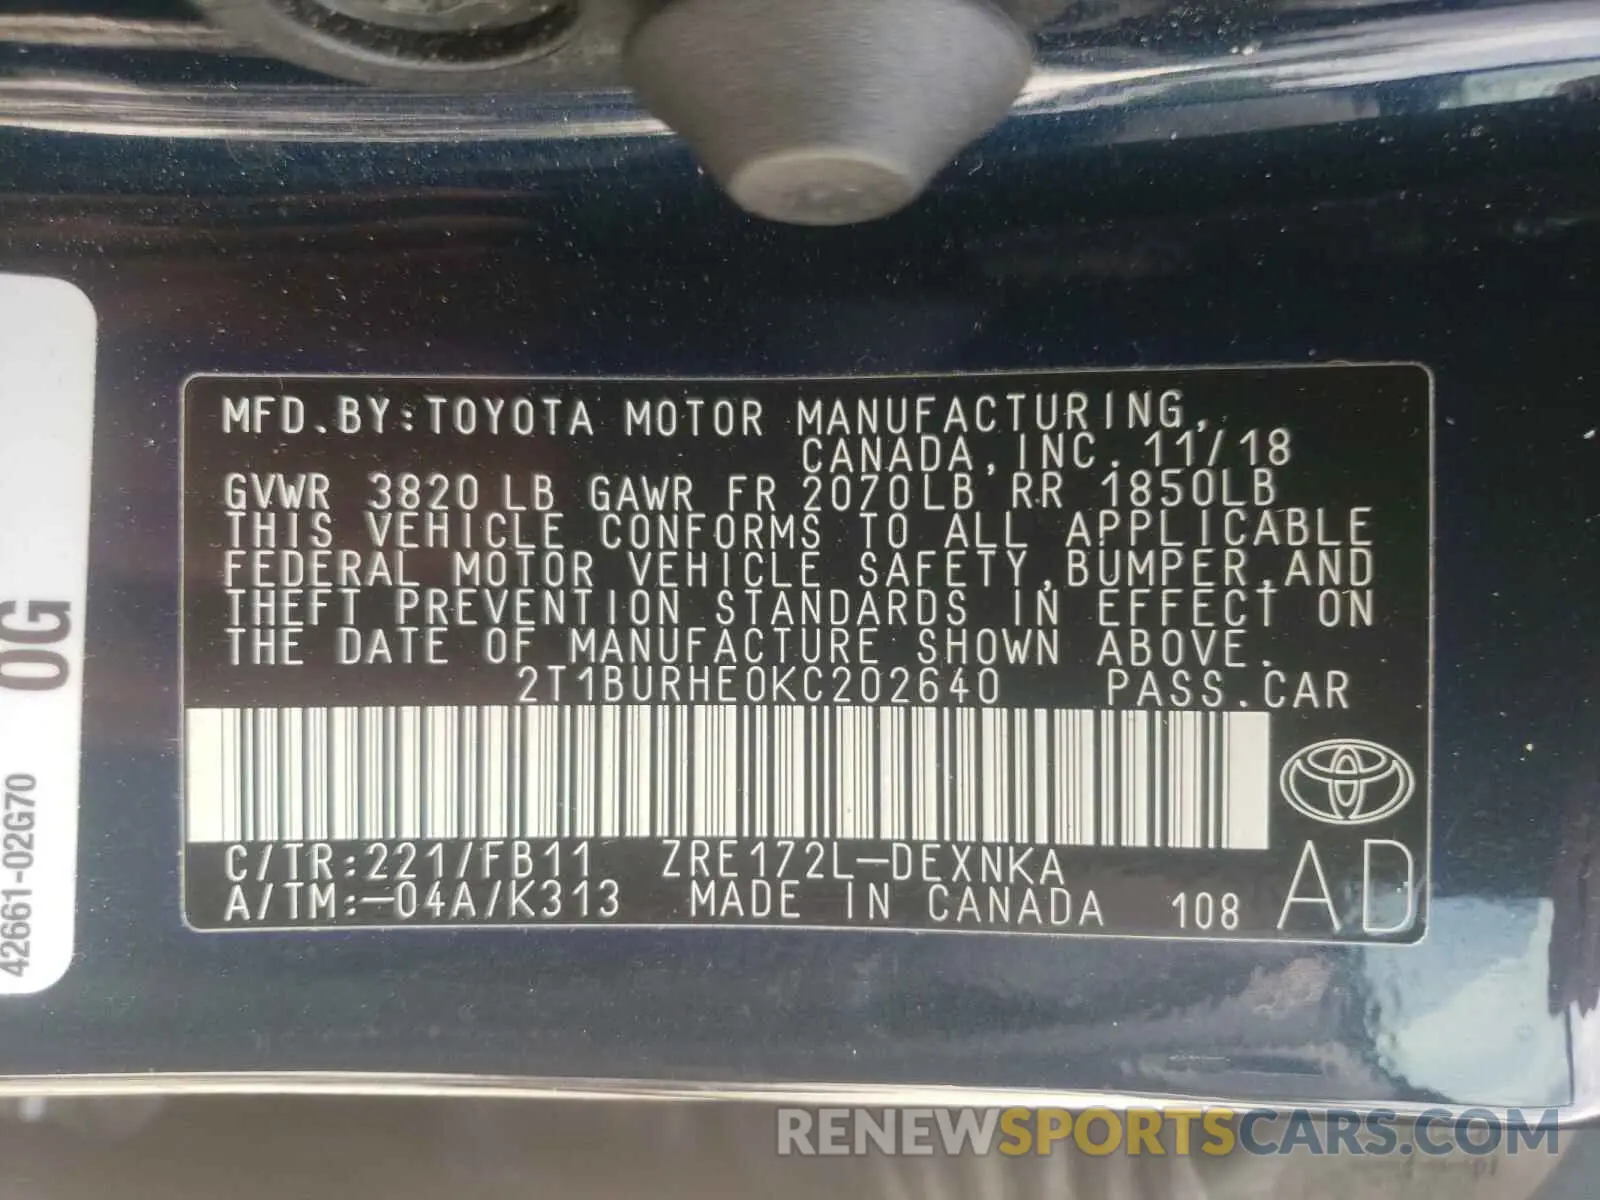 MFD.BY:TOYOTA MOTOR MANUFACTURING,
CANADA,INC. 11/18
GVWR 3820 LB GAWR FR 2070LB RR 1850LB
THIS VEHICLE CONFORMS TO ALL APPLICABLE
FEDERAL MOTOR VEHICLE SAFETY,BUMPER,AND
THEFT PREVENTION STANDARDS IN EFFECT ON
THE DATE OF MANUFACTURE SHOWN ABOVE.
2T1BURHE0KC202640 PASS.CAR
C/TR:221/FB11 ZRE172L-DEXNKA
A/TM:-04A/K313 MADE IN CANADA 108
AD
0G
42661-02G70
RENEWSPORTSCARS.COM